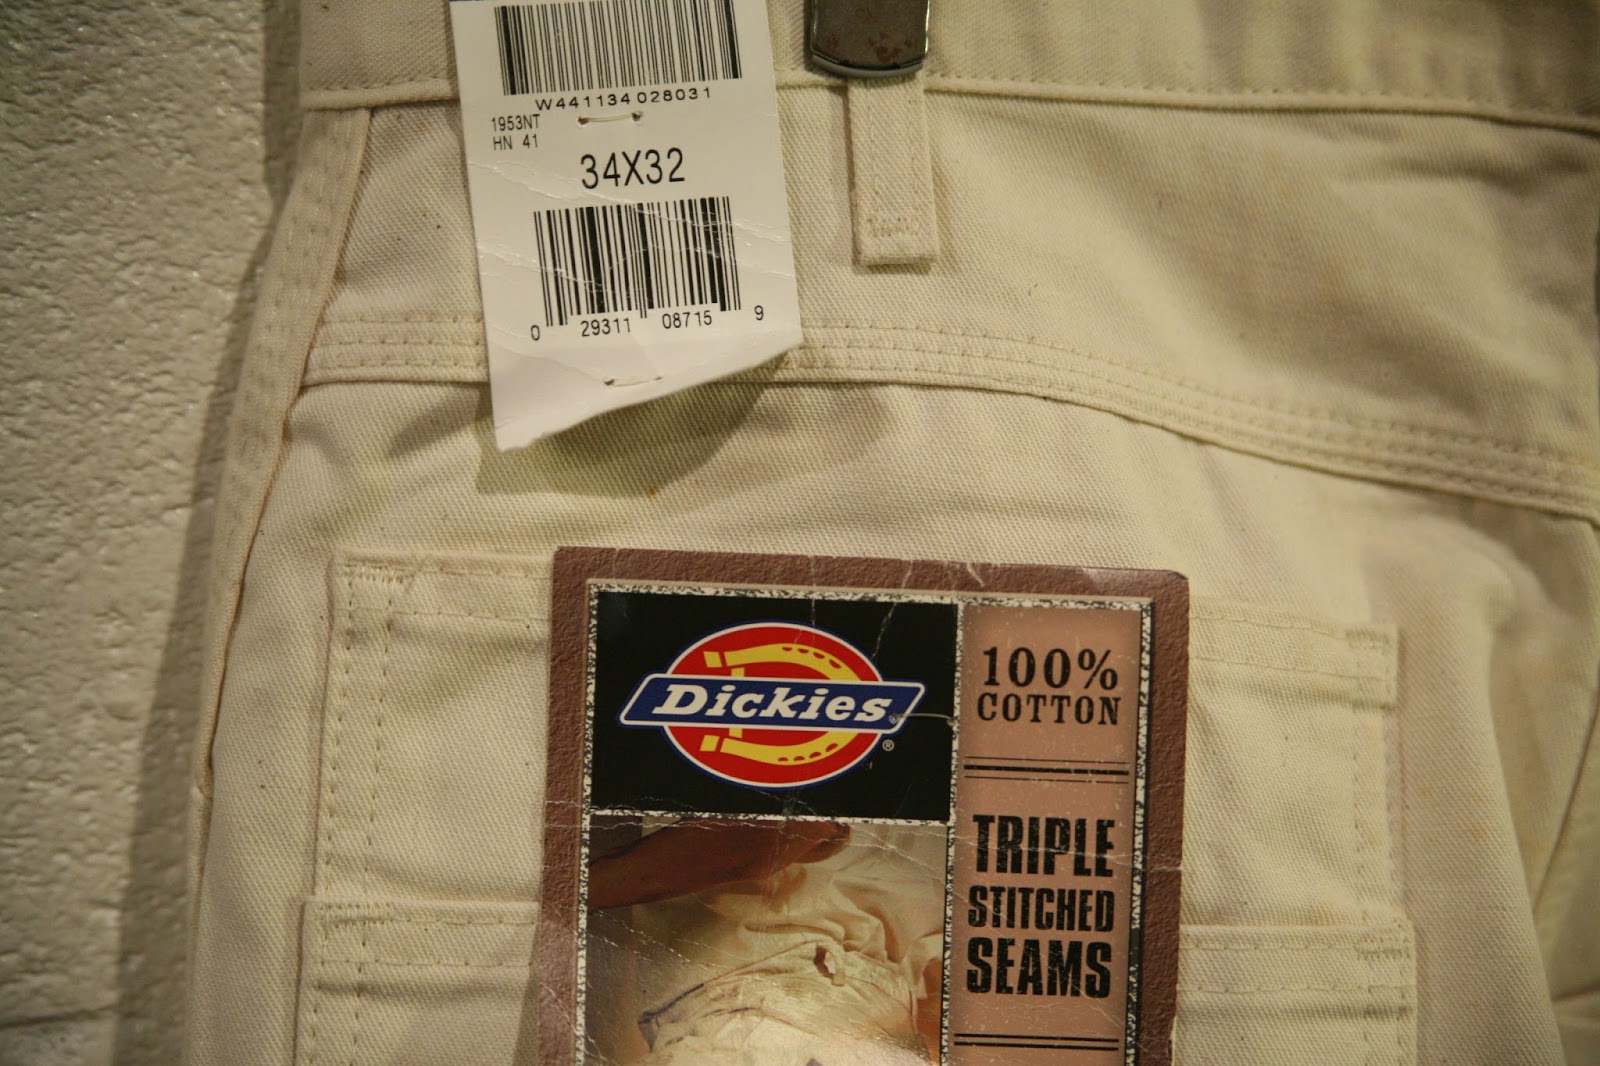 W441134028031
1953NT
HN 41
34X32
0 29311 08715 9
Dickies
®
100%
COTTON
TRIPLE
STITCHED
SEAMS